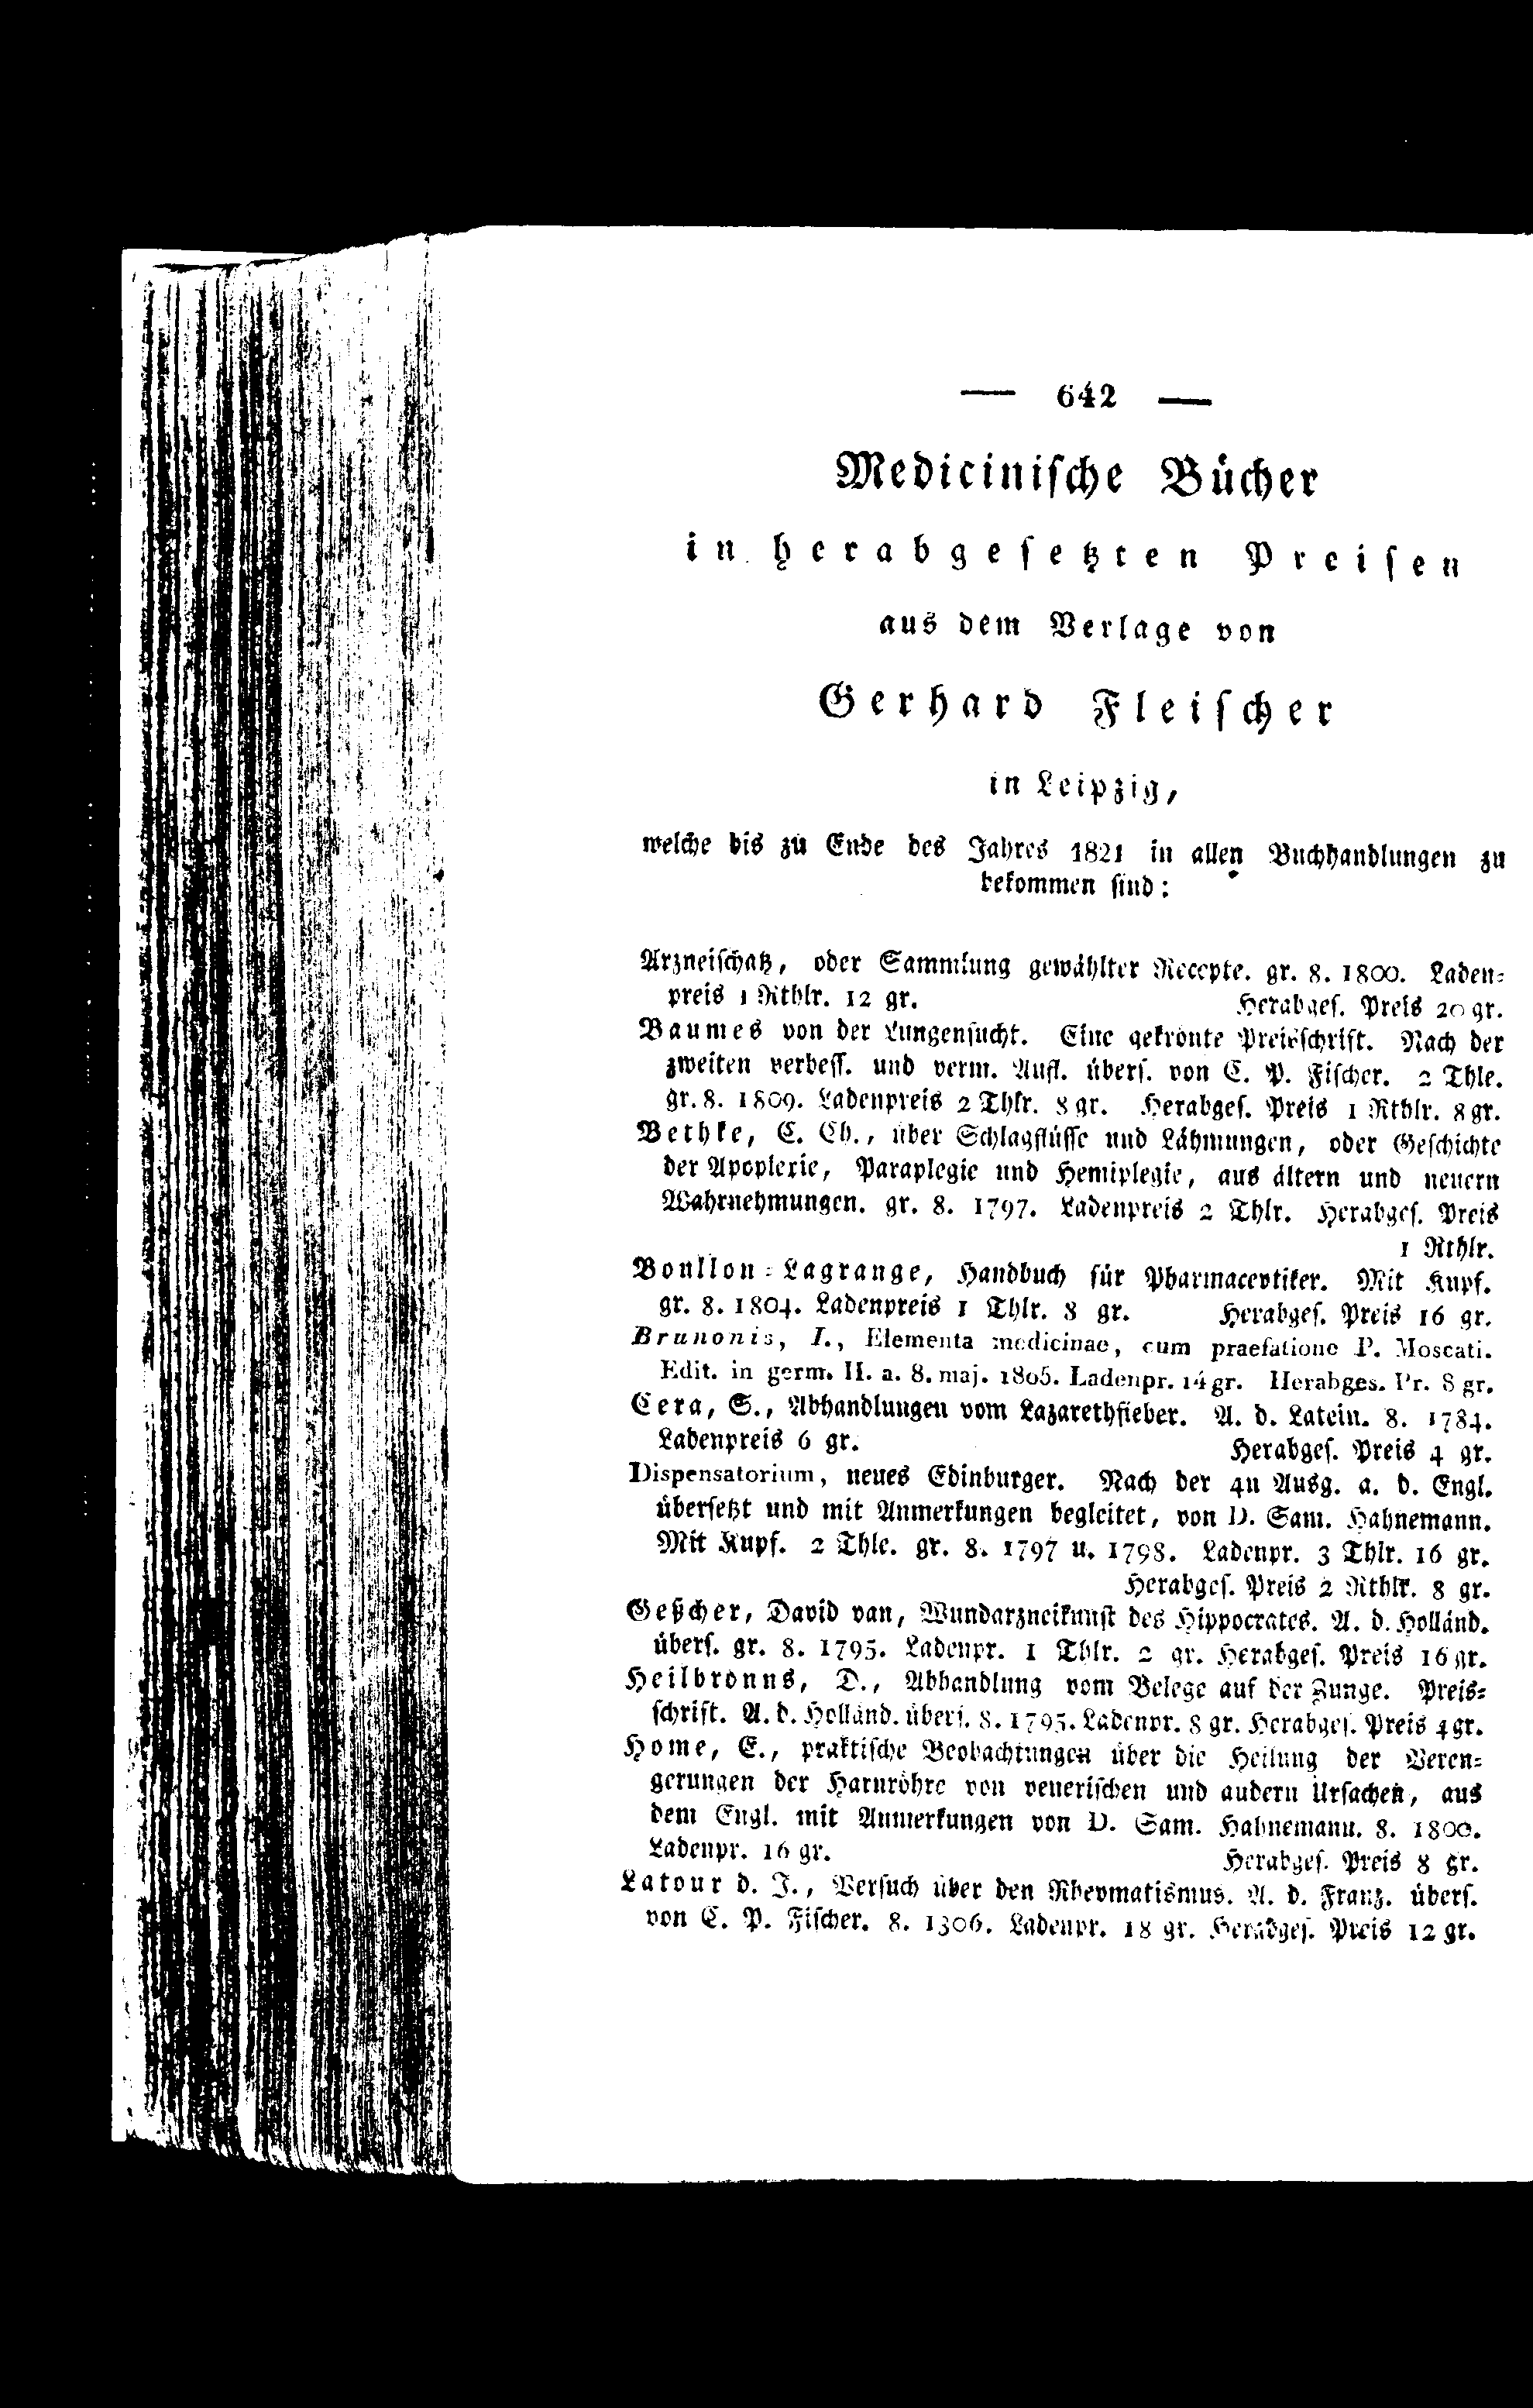 — 642 —
Medicinische Bücher
in herabgesetzten Preisen
aus dem Verlage von
Gerhard Fleischer
in Leipzig,
welche bis zu Ende des Jahres 1821 in allen Buchhandlungen zu
bekommen sind:
Arzneischatz, oder Sammlung gewählter Recepte. gr. 8. 1800. Laden-
preis 1 Rthlr. 12 gr. Herabges. Preis 20 gr.
Baumes von der Lungensucht. Eine gekrönte Preisschrift. Nach der
zweiten verbess. und verm. Aufl. übers. von C. P. Fischer. 2 Thle.
gr. 8. 1809. Ladenpreis 2 Thlr. 8 gr. Herabges. Preis 1 Rthlr. 8 gr.
Bethke, C. Ch., über Schlagflüsse und Lähmungen, oder Geschichte
der Apoplexie, Paraplegie und Hemiplegie, aus ältern und neuern
Wahrnehmungen. gr. 8. 1797. Ladenpreis 2 Thlr. Herabges. Preis
1 Rthlr.
Bonllon-Lagrange, Handbuch für Pharmacevtiker. Mit Kupf.
gr. 8. 1804. Ladenpreis 1 Thlr. 8 gr. Herabges. Preis 16 gr.
Brunonis, I., Elementa medicinae, cum praefatione P. Moscati.
Edit. in germ. II. a. 8. maj. 1805. Ladenpr. 14 gr. Herabges. Pr. 8 gr.
Cera, S., Abhandlungen vom Lazarethfieber. A. d. Latein. 8. 1784.
Ladenpreis 6 gr. Herabges. Preis 4 gr.
Dispensatorium, neues Edinburger. Nach der 4n Ausg. a. d. Engl.
übersetzt und mit Anmerkungen begleitet, von D. Sam. Hahnemann.
Mit Kupf. 2 Thle. gr. 8. 1797 u. 1798. Ladenpr. 3 Thlr. 16 gr.
Herabges. Preis 2 Rthlr. 8 gr.
Geßcher, David van, Wundarzneikunst des Hippocrates. A. d. Holländ.
übers. gr. 8. 1795. Ladenpr. 1 Thlr. 2 gr. Herabges. Preis 16 gr.
Heilbronns, D., Abhandlung vom Belege auf der Zunge. Preis-
schrift. A. d. Holländ. übers. 8. 1795. Ladenpr. 8 gr. Herabges. Preis 4 gr.
Home, E., praktische Beobachtungen über die Heilung der Veren-
gerungen der Harnröhre von venerischen und andern Ursachen, aus
dem Engl. mit Anmerkungen von D. Sam. Hahnemann. 8. 1800.
Ladenpr. 16 gr. Herabges. Preis 8 gr.
Latour d. J., Versuch über den Rhevmatismus. A. d. Franz. übers.
von C. P. Fischer. 8. 1806. Ladenpr. 18 gr. Herabges. Preis 12 gr.